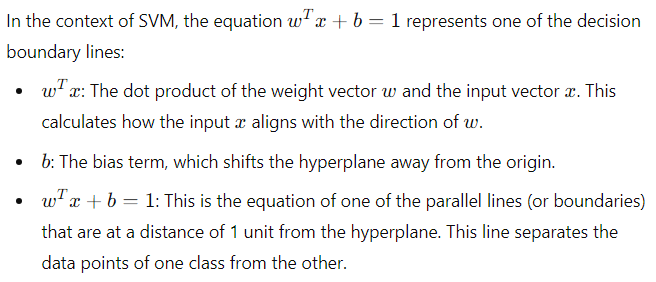 In the context of SVM, the equation wᵀx + b = 1 represents one of the decision
boundary lines:
• wᵀx: The dot product of the weight vector w and the input vector x. This
calculates how the input x aligns with the direction of w.
• b: The bias term, which shifts the hyperplane away from the origin.
• wᵀx + b = 1: This is the equation of one of the parallel lines (or boundaries)
that are at a distance of 1 unit from the hyperplane. This line separates the
data points of one class from the other.